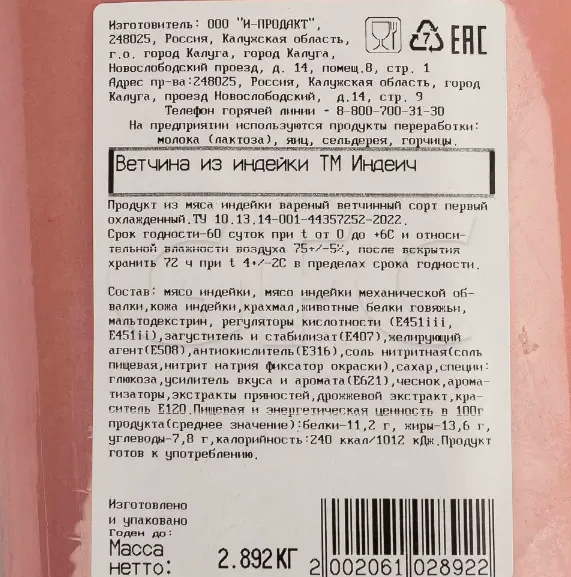 Изготовитель: ООО "И-ПРОДАКТ",
248025, Россия, Калужская область,
г.о. город Калуга, город Калуга,
Новослободский проезд, д. 14, помещ.8, стр. 1
Адрес пр-ва:248025, Россия, Калужская область, город
Калуга, проезд Новослободский, д.14, стр. 9
Телефон горячей линии - 8-800-700-31-30
На предприятии используются продукты переработки:
молока (лактоза), яиц, сельдерея, горчицы.
7
EAC
Ветчина из индейки ТМ Индеич
Продукт из мяса индейки вареный ветчинный сорт первый
охлажденный.ТУ 10.13.14-001-44357252-2022.
Срок годности-60 суток при t от 0 до +6С и относи-
тельной влажности воздуха 75+/-5%, после вскрытия
хранить 72 ч при t 4+/-2С в пределах срока годности.
Состав: мясо индейки, мясо индейки механической об-
валки,кожа индейки,крахмал,животные белки говяжьи,
мальтодекстрин, регуляторы кислотности (Е451iii,
Е451ii),загуститель и стабилизат(Е407),желирующий
агент(Е508),антиокислитель(Е316),соль нитритная(соль
пищевая,нитрит натрия фиксатор окраски),сахар,специи:
глюкоза,усилитель вкуса и аромата(Е621),чеснок,арома-
тизаторы,экстракты пряностей,дрожжевой экстракт,кра-
ситель Е120.Пищевая и энергетическая ценность в 100г
продукта(среднее значение):белки-11,2 г, жиры-13,6 г,
углеводы-7,8 г,калорийность:240 ккал/1012 кДж.Продукт
готов к употреблению.
Изготовлено
и упаковано
Годен до:
Масса
нетто: 2.892КГ
2 002061 028922